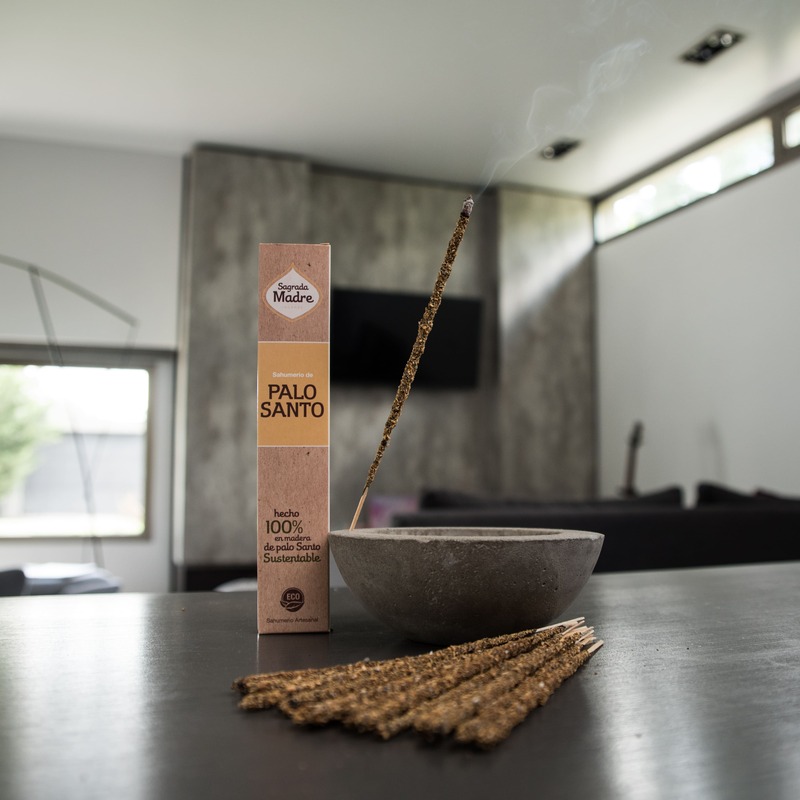 Sagrada
Madre
Sahumerio de
PALO
SANTO
hecho
100%
en madera
de palo Santo
Sustentable
ECO
Sahumerio Artesanal